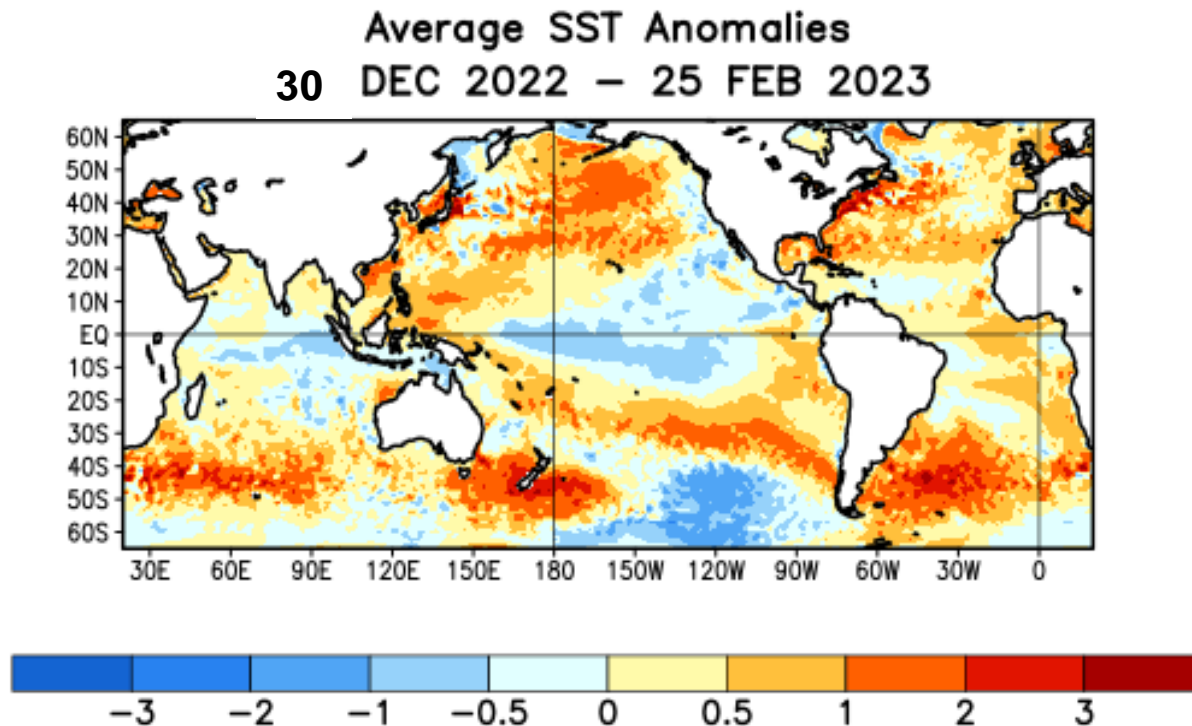 Average SST Anomalies
30 DEC 2022 – 25 FEB 2023
60N
50N
40N
30N
20N
10N
EQ
10S
20S
30S
40S
50S
60S
30E 60E 90E 120E 150E 180 150W 120W 90W 60W 30W 0
-3 -2 -1 -0.5 0 0.5 1 2 3